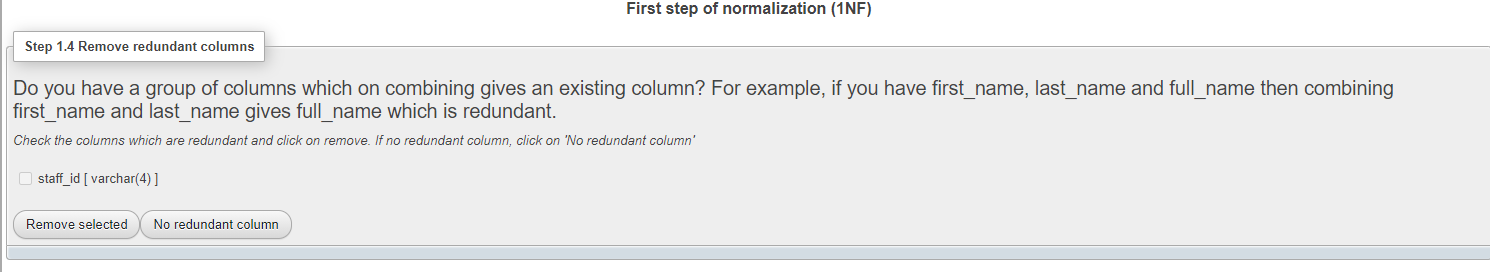 First step of normalization (1NF)
Step 1.4 Remove redundant columns
Do you have a group of columns which on combining gives an existing column? For example, if you have first_name, last_name and full_name then combining
first_name and last_name gives full_name which is redundant.
Check the columns which are redundant and click on remove. If no redundant column, click on 'No redundant column'
staff_id [ varchar(4) ]
Remove selected No redundant column